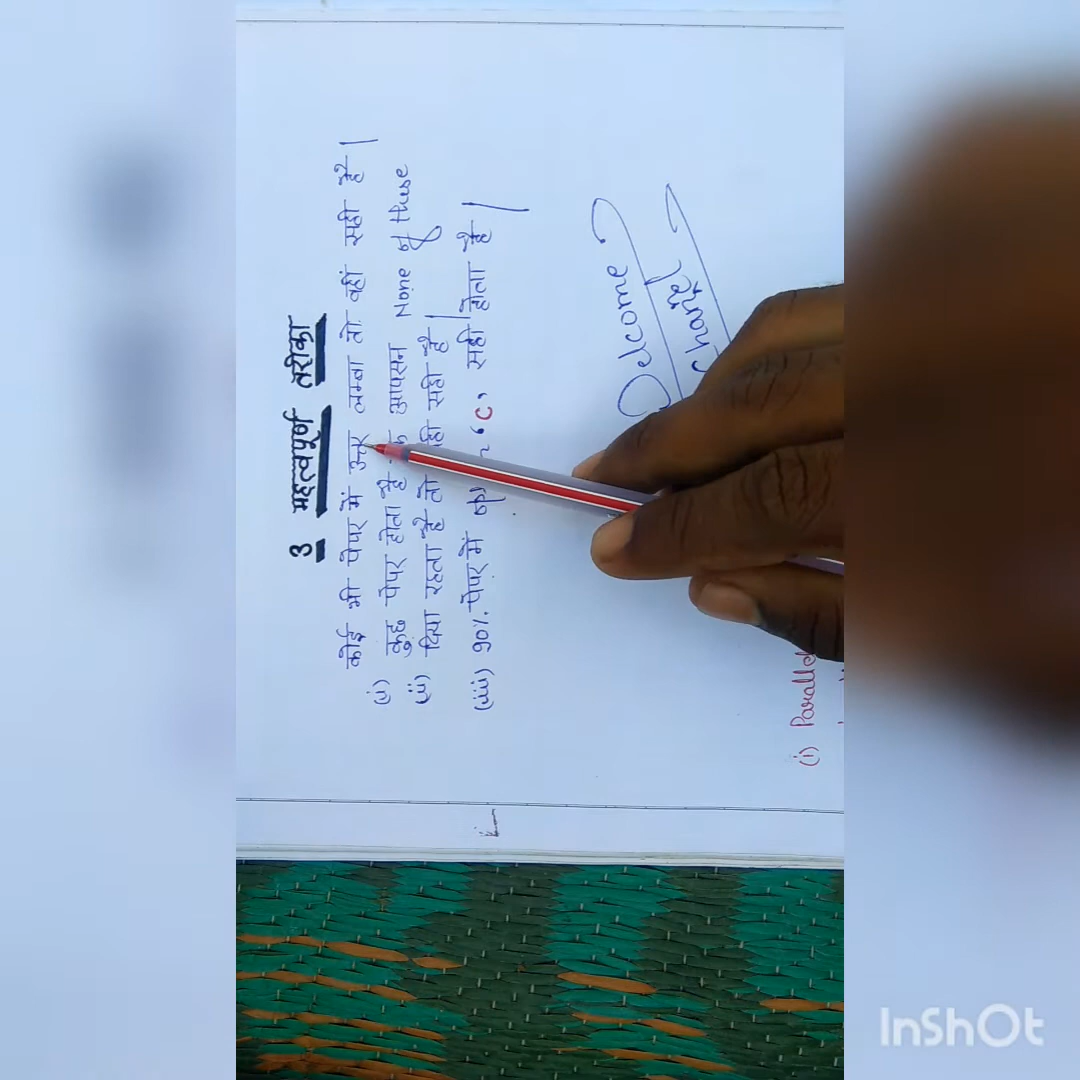 3 महत्वपूर्ण तरीका
कोई भी पेपर में उत्तर लम्बा तो वहीं सही है।
(i) कुछ पेपर होता है आपसन None of these
(ii) दिया रहता है तो सही है।
(iii) 90% पेपर में 'C' सही होता है।
Welcome
Channel
(i) Parallel
InShOt